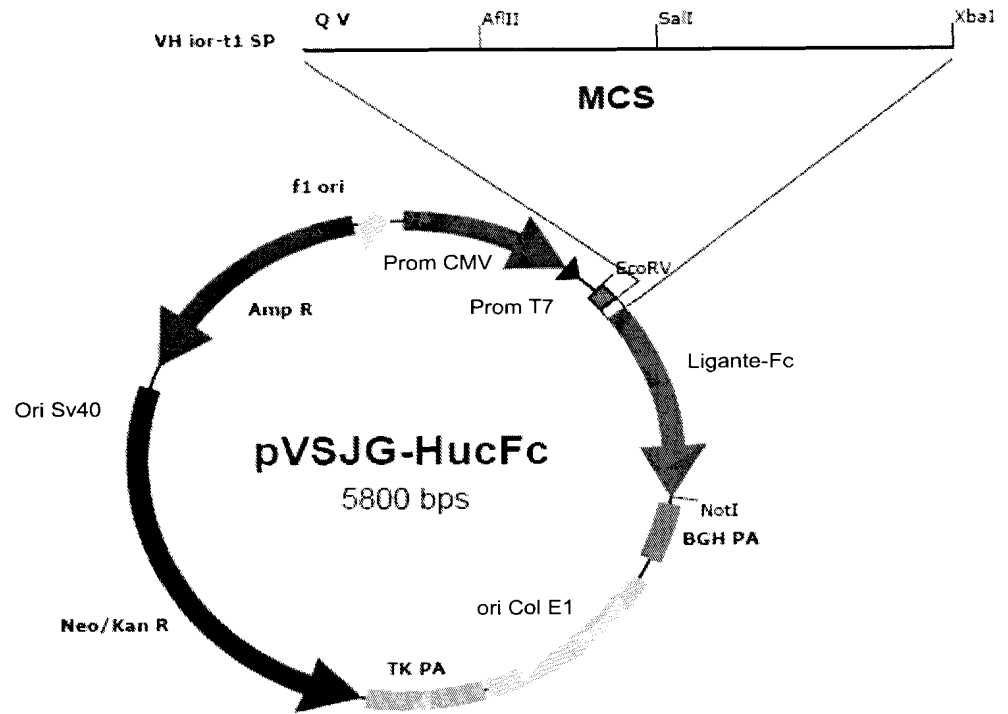 Q V
AflII
SalI
XbaI
VH ior-t1 SP
MCS
f1 ori
Prom CMV
EcoRV
Prom T7
Amp R
Ligante-Fc
Ori Sv40
pVSJG-HucFc
5800 bps
NotI
BGH PA
ori Col E1
Neo/Kan R
TK PA